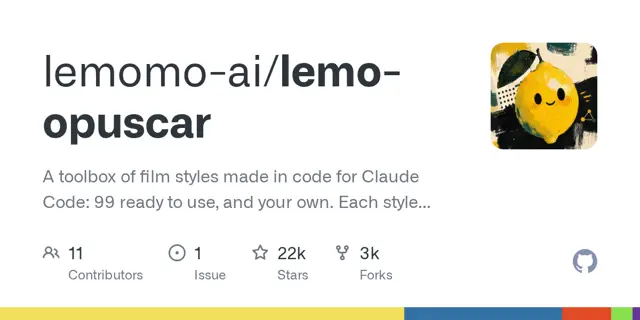 lemomo-ai/lemo-
opuscar
A toolbox of film styles made in code for Claude
Code: 99 ready to use, and your own. Each style...
11
Contributors
1
Issue
22k
Stars
3k
Forks